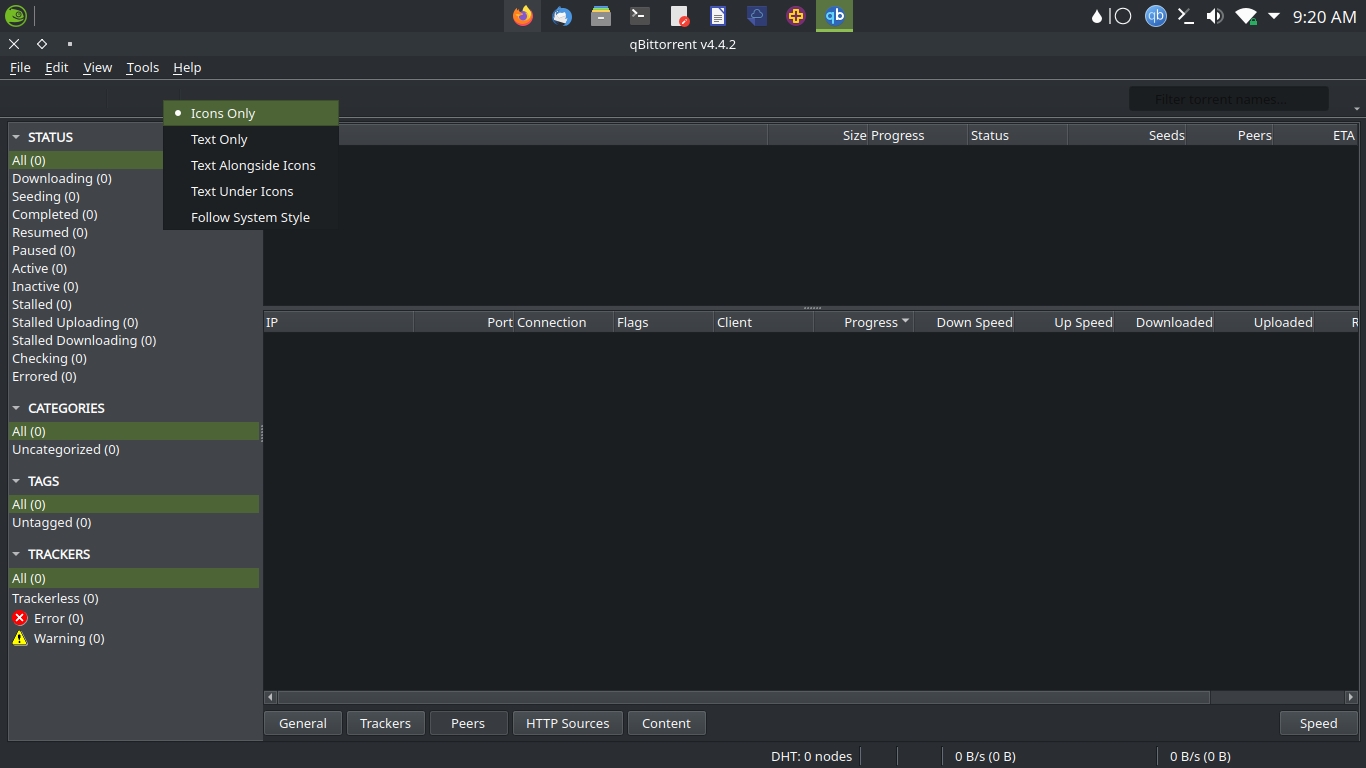 9:20 AM
qBittorrent v4.4.2
File Edit View Tools Help
Filter torrent names...
Icons Only
Text Only
Text Alongside Icons
Text Under Icons
Follow System Style
STATUS
All (0)
Downloading (0)
Seeding (0)
Completed (0)
Resumed (0)
Paused (0)
Active (0)
Inactive (0)
Stalled (0)
Stalled Uploading (0)
Stalled Downloading (0)
Checking (0)
Errored (0)
CATEGORIES
All (0)
Uncategorized (0)
TAGS
All (0)
Untagged (0)
TRACKERS
All (0)
Trackerless (0)
Error (0)
Warning (0)
Size Progress Status Seeds Peers ETA
IP Port Connection Flags Client Progress Down Speed Up Speed Downloaded Uploaded R
General Trackers Peers HTTP Sources Content Speed
DHT: 0 nodes 0 B/s (0 B) 0 B/s (0 B)